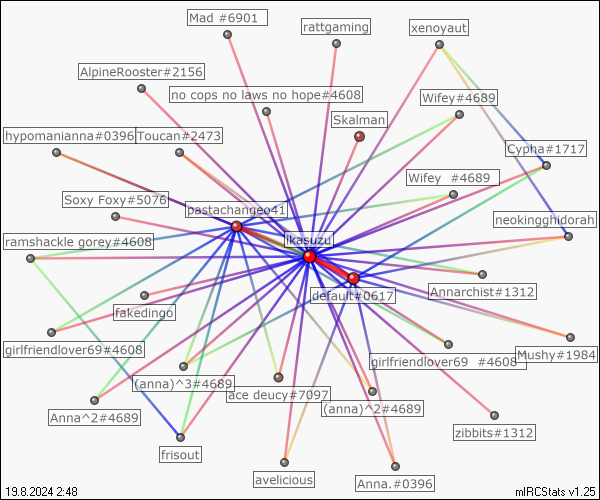 Mad #6901
rattgaming
xenoyaut
AlpineRooster#2156
no cops no laws no hope#4608
Wifey#4689
Skalman
hypomanianna#0396
Toucan#2473
Cypha#1717
Wifey #4689
Soxy Foxy#5076
pastachangeo41
neokingghidorah
ramshackle gorey#4608
ikasuzu
Annarchist#1312
default#0617
fakedingo
girlfriendlover69#4608
girlfriendlover69 #4608
Mushy#1984
(anna)^3#4689
ace deucy#7097
(anna)^2#4689
Anna^2#4689
zibbits#1312
frisout
avelicious
Anna.#0396
19.8.2024 2:48
mIRCStats v1.25